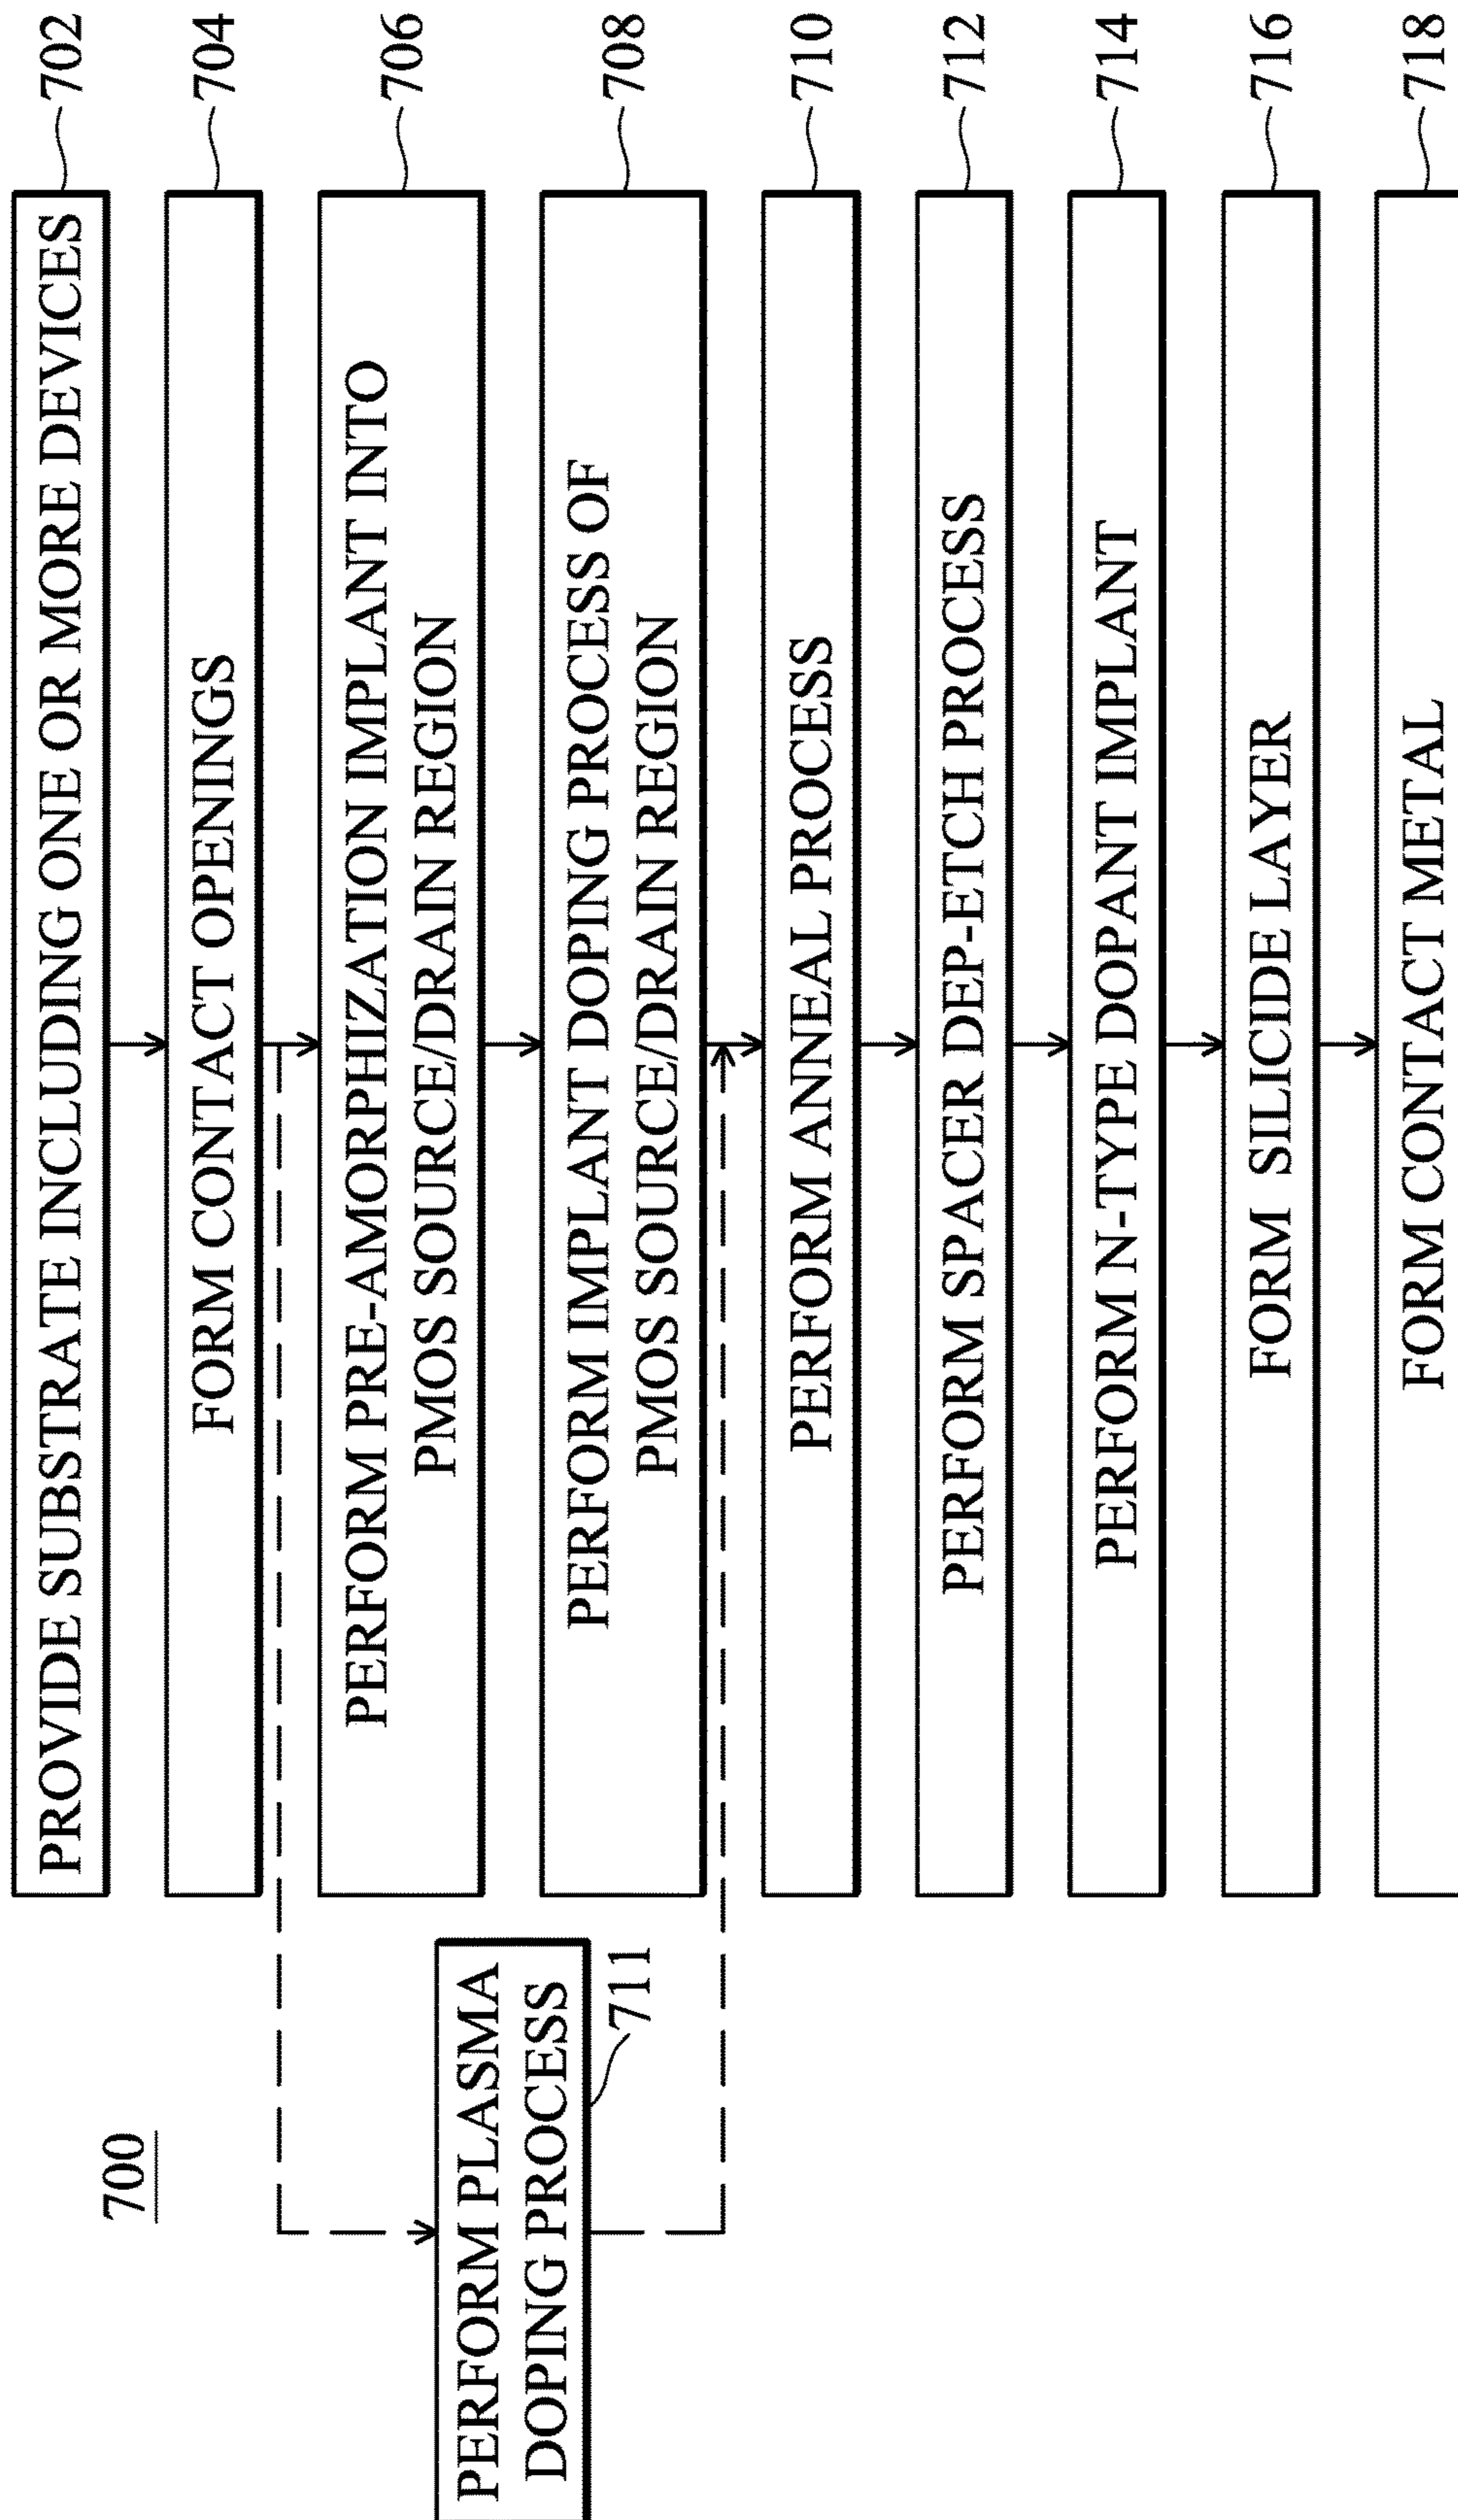 700
PROVIDE SUBSTRATE INCLUDING ONE OR MORE DEVICES
702
FORM CONTACT OPENINGS
704
PERFORM PRE-AMORPHIZATION IMPLANT INTO
PMOS SOURCE/DRAIN REGION
706
PERFORM IMPLANT DOPING PROCESS OF
PMOS SOURCE/DRAIN REGION
708
PERFORM PLASMA
DOPING PROCESS
711
PERFORM ANNEAL PROCESS
710
PERFORM SPACER DEP-ETCH PROCESS
712
PERFORM N-TYPE DOPANT IMPLANT
714
FORM SILICIDE LAYER
716
FORM CONTACT METAL
718